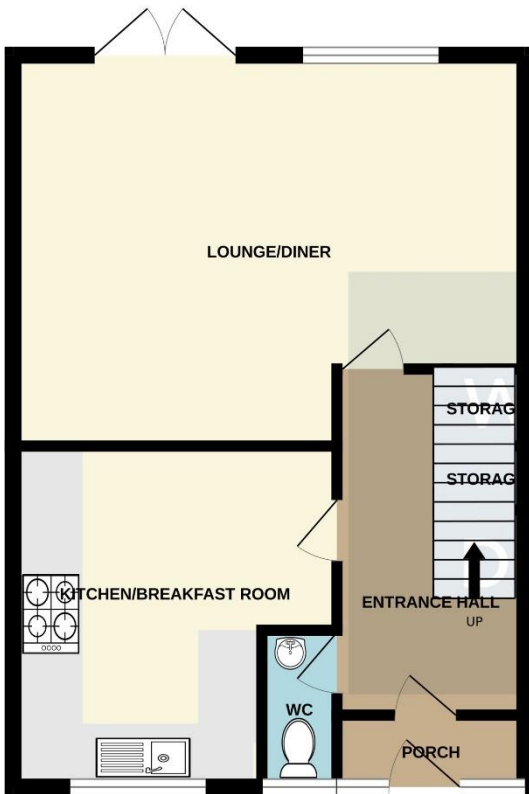 LOUNGE/DINER
STORAG
STORAG
KITCHEN/BREAKFAST ROOM
ENTRANCE HALL
UP
WC
PORCH